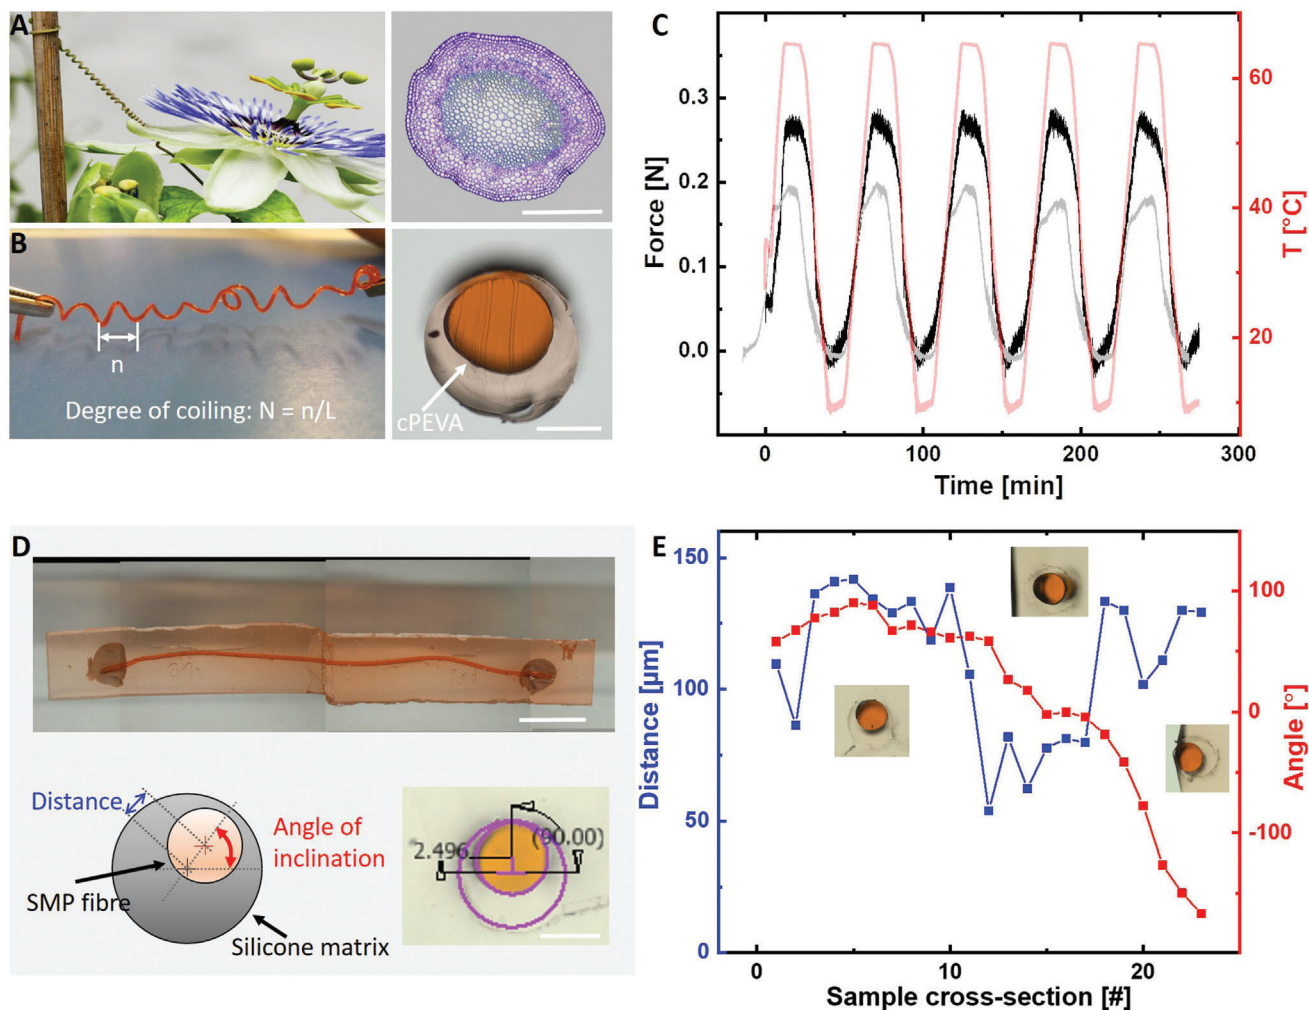 A
B
n
Degree of coiling: N = n/L
cPEVA
C
Force [N]
0.3
0.2
0.1
0.0
T [°C]
60
40
20
0
100
200
300
Time [min]
D
Distance
Angle of
inclination
SMP fibre
Silicone matrix
2.496
(90.00)
E
Distance [µm]
150
100
50
0
Angle [°]
100
0
-100
0
10
20
Sample cross-section [#]